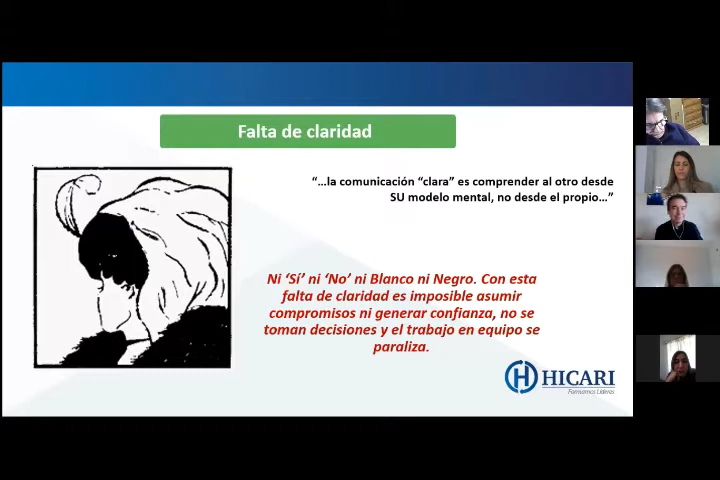 Falta de claridad
“…la comunicación “clara” es comprender al otro desde
SU modelo mental, no desde el propio…”
Ni ‘Sí’ ni ‘No’ ni Blanco ni Negro. Con esta
falta de claridad es imposible asumir
compromisos ni generar confianza, no se
toman decisiones y el trabajo en equipo se
paraliza.
HICARI
Formamos Líderes